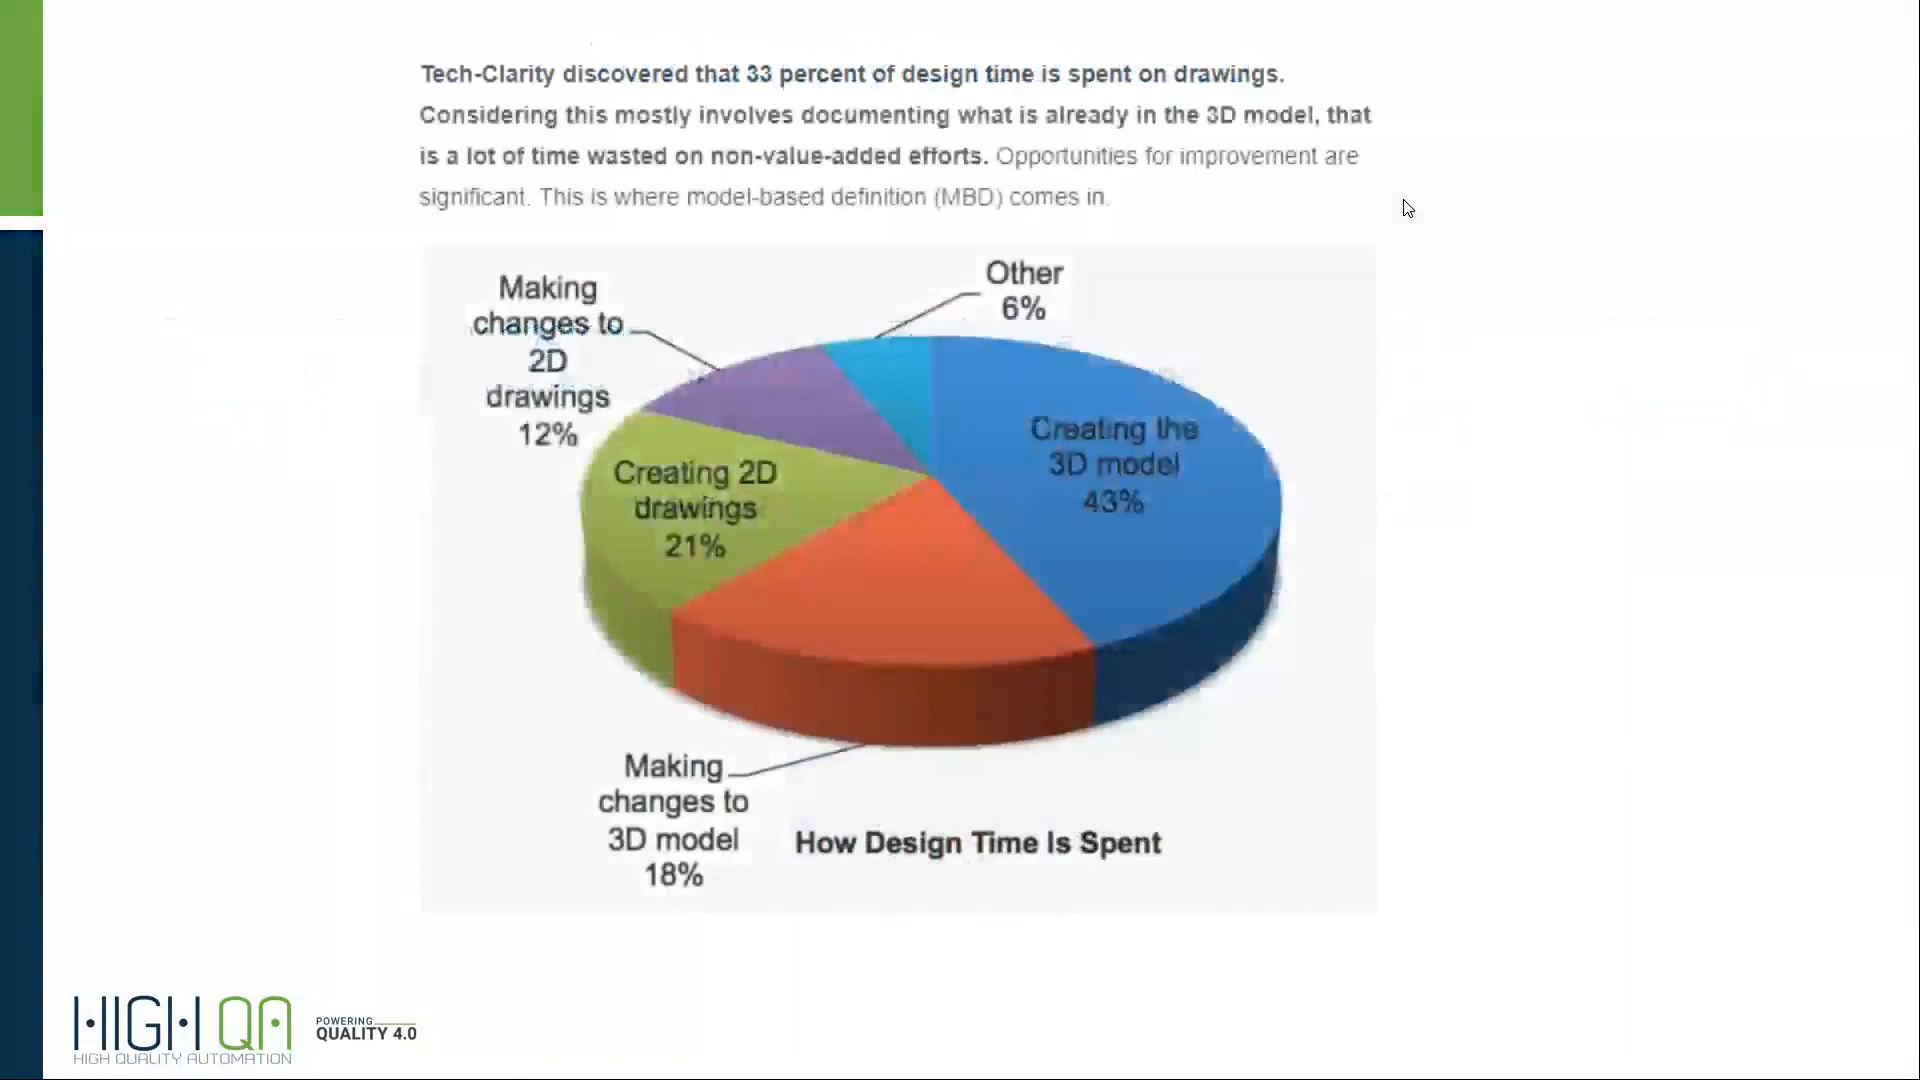 Tech-Clarity discovered that 33 percent of design time is spent on drawings.
Considering this mostly involves documenting what is already in the 3D model, that
is a lot of time wasted on non-value-added efforts. Opportunities for improvement are
significant. This is where model-based definition (MBD) comes in.
Other
6%
Making
changes to
2D
drawings
12%
Creating the
3D model
43%
Creating 2D
drawings
21%
Making
changes to
3D model
18%
How Design Time Is Spent
HIGH QA
HIGH QUALITY AUTOMATION
POWERING
QUALITY 4.0